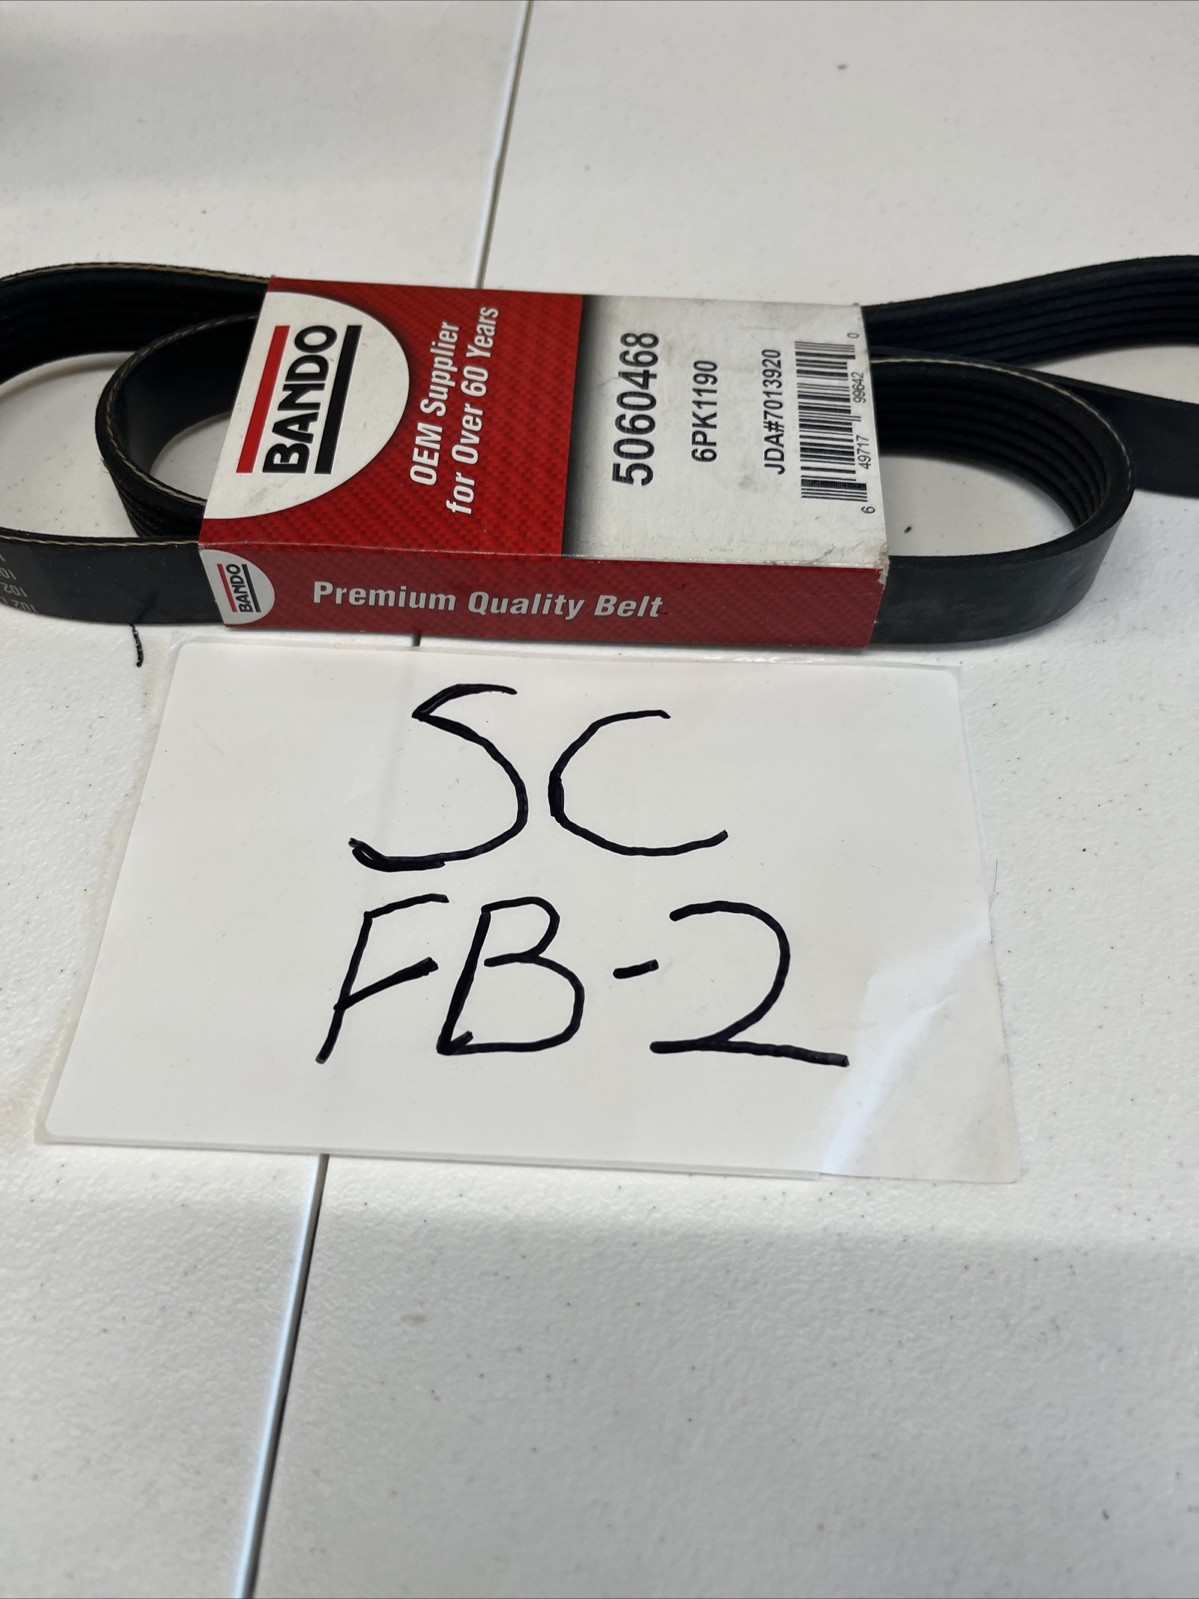 BANDO
OEM Supplier
for Over 60 Years
5060468
6PK1190
JDA#7013920
6 49717 99642 0
BANDO
Premium Quality Belt
SC
FB-2